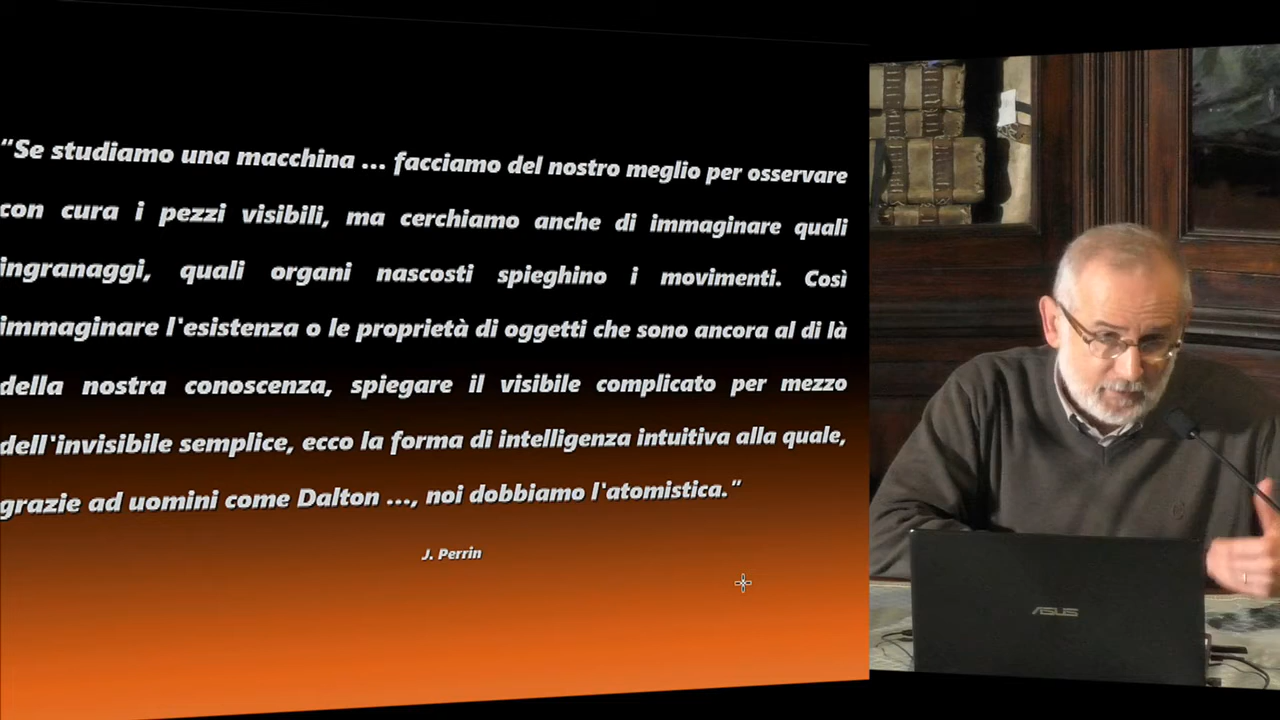 “Se studiamo una macchina ... facciamo del nostro meglio per osservare
con cura i pezzi visibili, ma cerchiamo anche di immaginare quali
ingranaggi, quali organi nascosti spieghino i movimenti. Così
immaginare l'esistenza o le proprietà di oggetti che sono ancora al di là
della nostra conoscenza, spiegare il visibile complicato per mezzo
dell'invisibile semplice, ecco la forma di intelligenza intuitiva alla quale,
grazie ad uomini come Dalton ..., noi dobbiamo l'atomistica.”
J. Perrin
ASUS